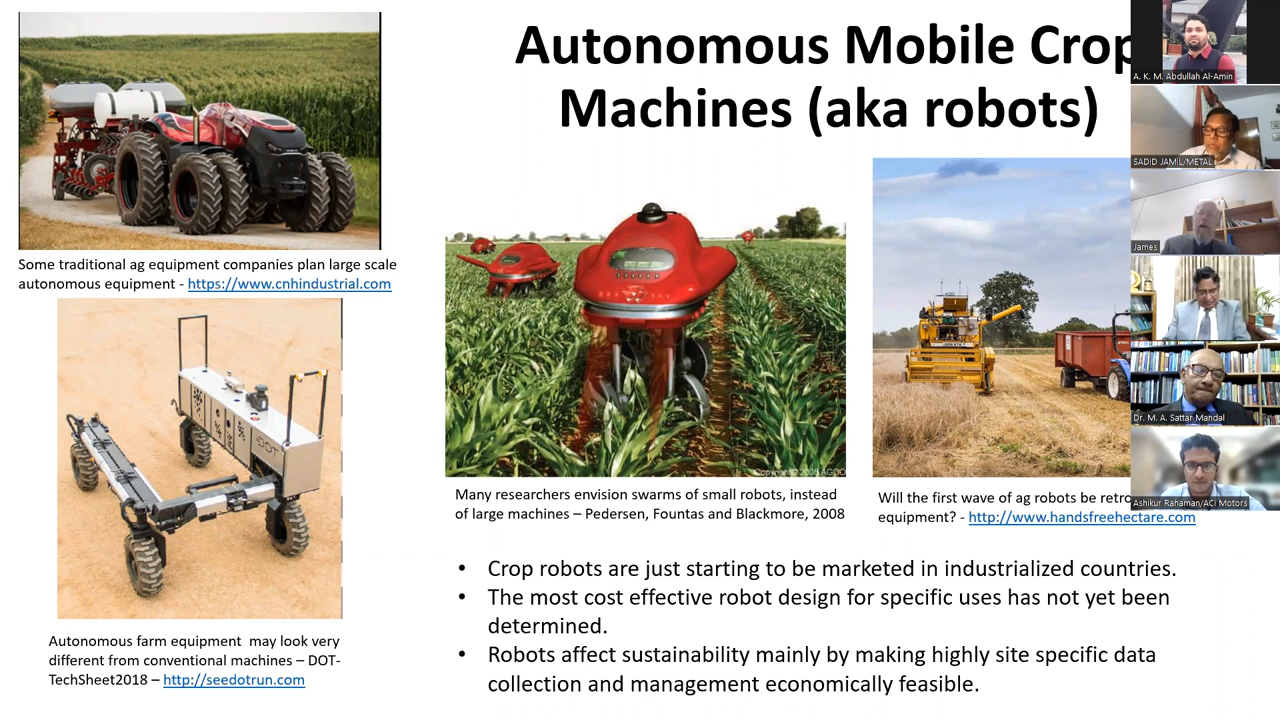 Autonomous Mobile Crop
Machines (aka robots)
Some traditional ag equipment companies plan large scale
autonomous equipment - https://www.cnhindustrial.com
DOT
Autonomous farm equipment may look very
different from conventional machines – DOT-
TechSheet2018 – http://seedotrun.com
Copyright © 2008 AGCO
Many researchers envision swarms of small robots, instead
of large machines – Pedersen, Fountas and Blackmore, 2008
Will the first wave of ag robots be retro
equipment? - http://www.handsfreehectare.com
• Crop robots are just starting to be marketed in industrialized countries.
• The most cost effective robot design for specific uses has not yet been
determined.
• Robots affect sustainability mainly by making highly site specific data
collection and management economically feasible.
A. K. M. Abdullah Al-Amin
SADID JAMIL/METAL
James
Dr. M. A. Sattar Mandal
Ashikur Rahaman/ACI Motors